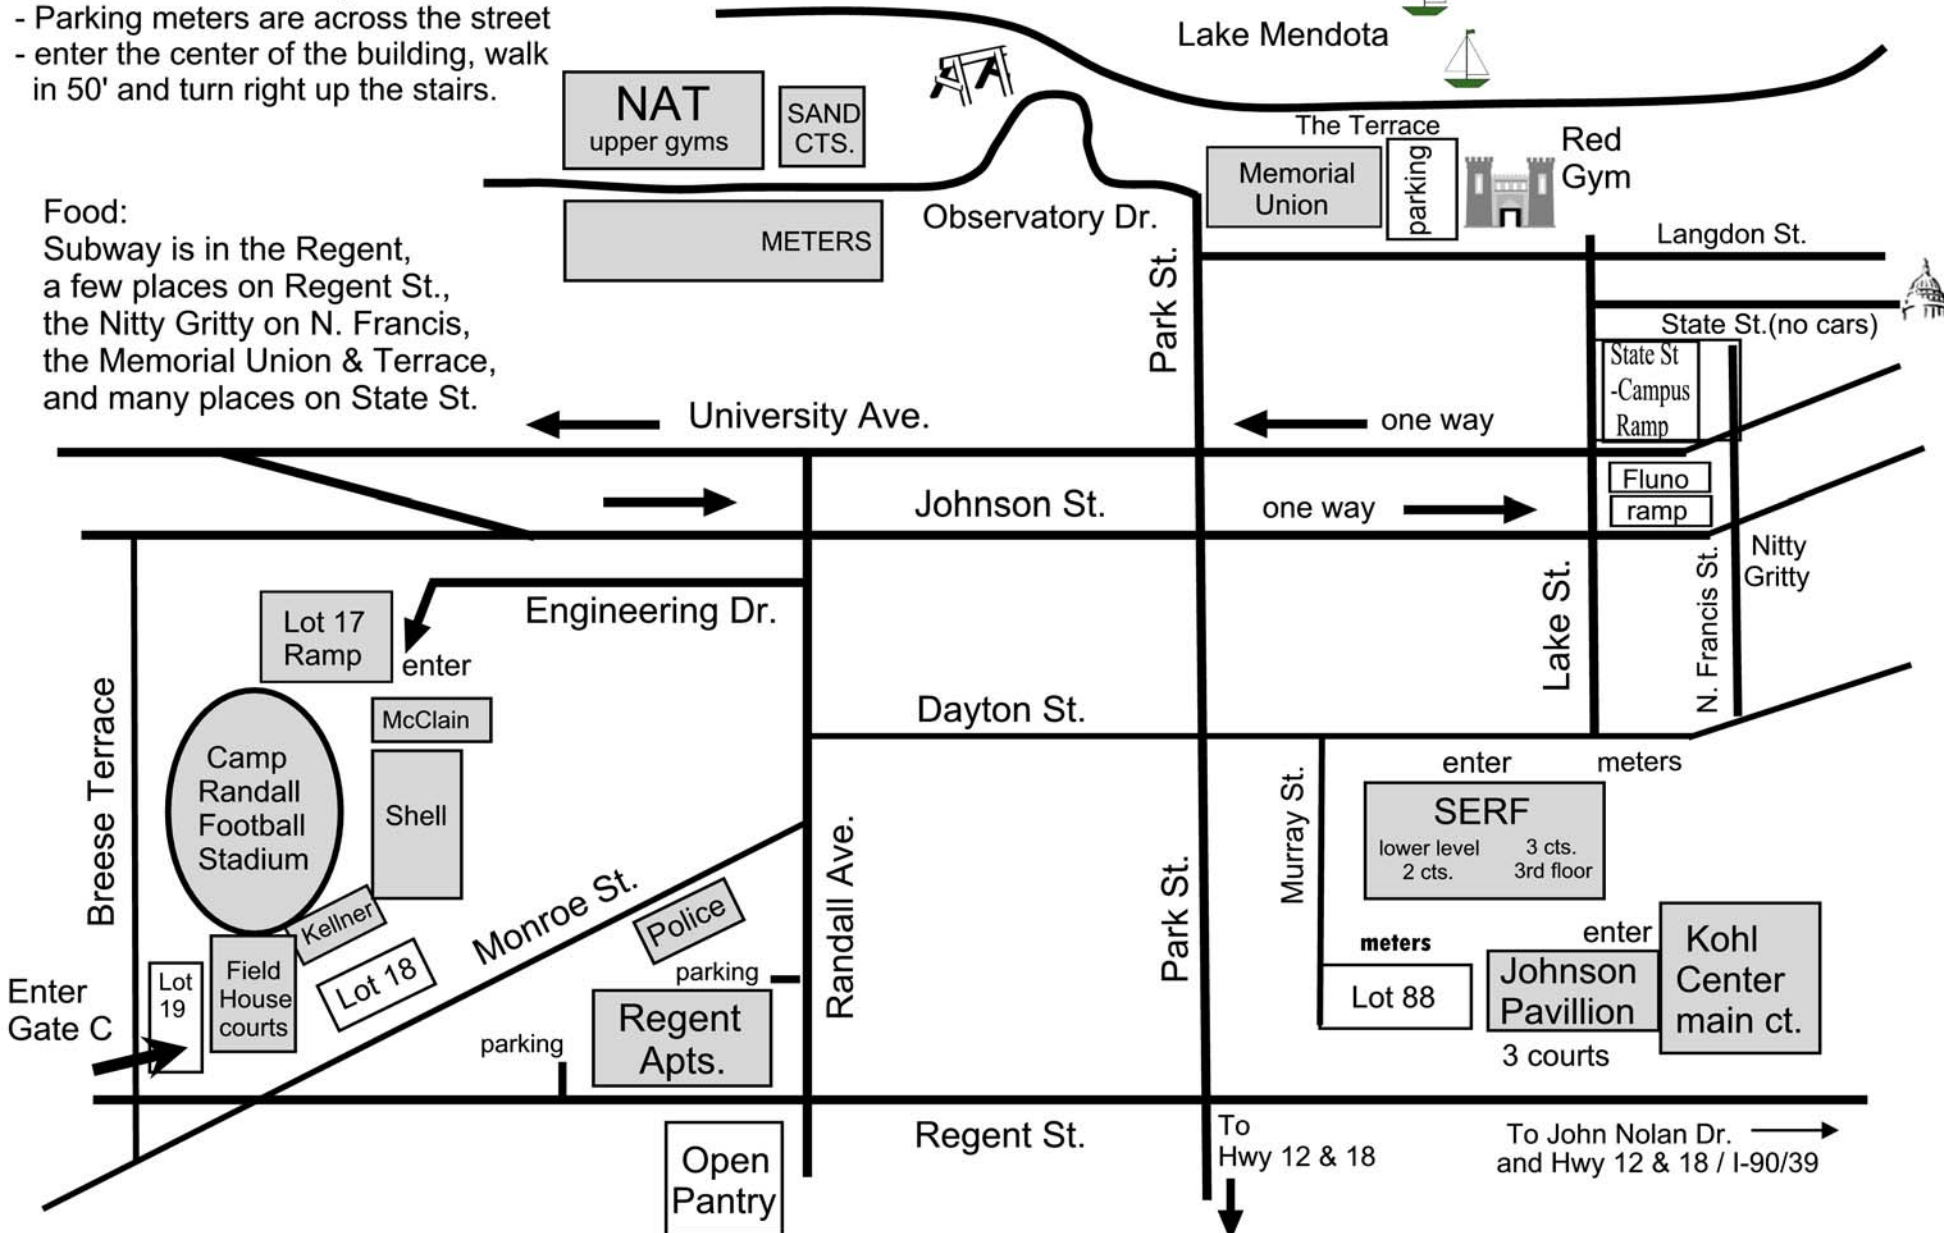 - Parking meters are across the street
- enter the center of the building, walk
in 50' and turn right up the stairs.
Lake Mendota
NAT
upper gyms
SAND
CTS.
The Terrace
Memorial
Union
parking
Red
Gym
METERS
Observatory Dr.
Park St.
Langdon St.
State St.(no cars)
Food:
Subway is in the Regent,
a few places on Regent St.,
the Nitty Gritty on N. Francis,
the Memorial Union & Terrace,
and many places on State St.
State St
-Campus
Ramp
University Ave.
one way
Johnson St.
one way
Fluno
ramp
Nitty
Gritty
N. Francis St.
Lake St.
Engineering Dr.
Lot 17
Ramp
enter
McClain
Camp
Randall
Football
Stadium
Shell
Breese Terrace
Dayton St.
enter
meters
SERF
lower level
2 cts.
3 cts.
3rd floor
Murray St.
Park St.
Randall Ave.
Monroe St.
Police
Kellner
Lot 18
Lot
19
Field
House
courts
Enter
Gate C
parking
Regent
Apts.
parking
meters
Lot 88
enter
Johnson
Pavillion
3 courts
Kohl
Center
main ct.
Regent St.
Open
Pantry
To
Hwy 12 & 18
To John Nolan Dr.
and Hwy 12 & 18 / I-90/39